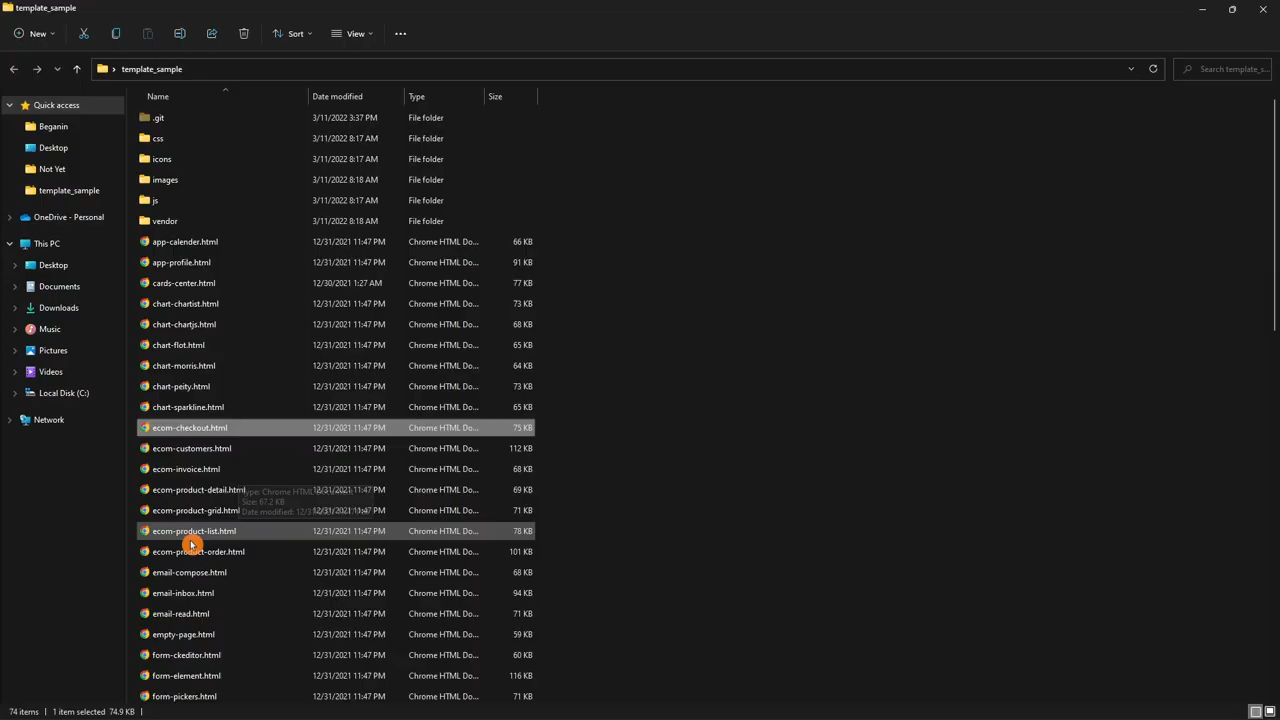 template_sample
New
Sort
View
template_sample
Search template_s...
Name Date modified Type Size
Quick access
Beganin
Desktop
Not Yet
template_sample
OneDrive - Personal
This PC
Desktop
Documents
Downloads
Music
Pictures
Videos
Local Disk (C:)
Network
.git 3/11/2022 3:37 PM File folder
css 3/11/2022 8:17 AM File folder
icons 3/11/2022 8:17 AM File folder
images 3/11/2022 8:18 AM File folder
js 3/11/2022 8:17 AM File folder
vendor 3/11/2022 8:18 AM File folder
app-calender.html 12/31/2021 11:47 PM Chrome HTML Do... 66 KB
app-profile.html 12/31/2021 11:47 PM Chrome HTML Do... 91 KB
cards-center.html 12/30/2021 1:27 AM Chrome HTML Do... 77 KB
chart-chartist.html 12/31/2021 11:47 PM Chrome HTML Do... 73 KB
chart-chartjs.html 12/31/2021 11:47 PM Chrome HTML Do... 68 KB
chart-flot.html 12/31/2021 11:47 PM Chrome HTML Do... 65 KB
chart-morris.html 12/31/2021 11:47 PM Chrome HTML Do... 64 KB
chart-peity.html 12/31/2021 11:47 PM Chrome HTML Do... 73 KB
chart-sparkline.html 12/31/2021 11:47 PM Chrome HTML Do... 65 KB
ecom-checkout.html 12/31/2021 11:47 PM Chrome HTML Do... 75 KB
ecom-customers.html 12/31/2021 11:47 PM Chrome HTML Do... 112 KB
ecom-invoice.html 12/31/2021 11:47 PM Chrome HTML Do... 68 KB
ecom-product-detail.html 12/31/2021 11:47 PM Chrome HTML Do... 69 KB
Type: Chrome HTML Document
Size: 67.2 KB
ecom-product-grid.html 12/31/2021 11:47 PM Chrome HTML Do... 71 KB
Date modified:
ecom-product-list.html 12/31/2021 11:47 PM Chrome HTML Do... 78 KB
ecom-product-order.html 12/31/2021 11:47 PM Chrome HTML Do... 101 KB
email-compose.html 12/31/2021 11:47 PM Chrome HTML Do... 68 KB
email-inbox.html 12/31/2021 11:47 PM Chrome HTML Do... 94 KB
email-read.html 12/31/2021 11:47 PM Chrome HTML Do... 71 KB
empty-page.html 12/31/2021 11:47 PM Chrome HTML Do... 59 KB
form-ckeditor.html 12/31/2021 11:47 PM Chrome HTML Do... 60 KB
form-element.html 12/31/2021 11:47 PM Chrome HTML Do... 116 KB
form-pickers.html 12/31/2021 11:47 PM Chrome HTML Do... 71 KB
74 items 1 item selected 74.9 KB